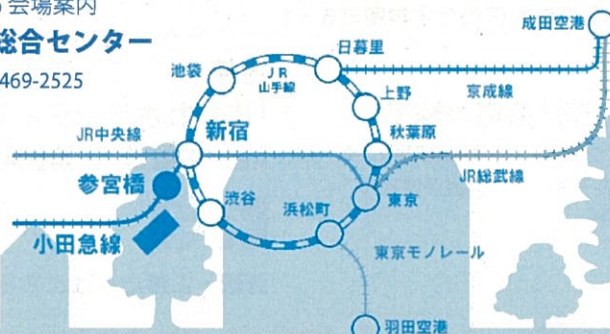 会場案内
総合センター
469-2525
成田空港
日暮里
池袋
JR
山手線
京成線
上野
JR中央線
新宿
秋葉原
参宮橋
JR総武線
渋谷
浜松町
東京
小田急線
東京モノレール
羽田空港